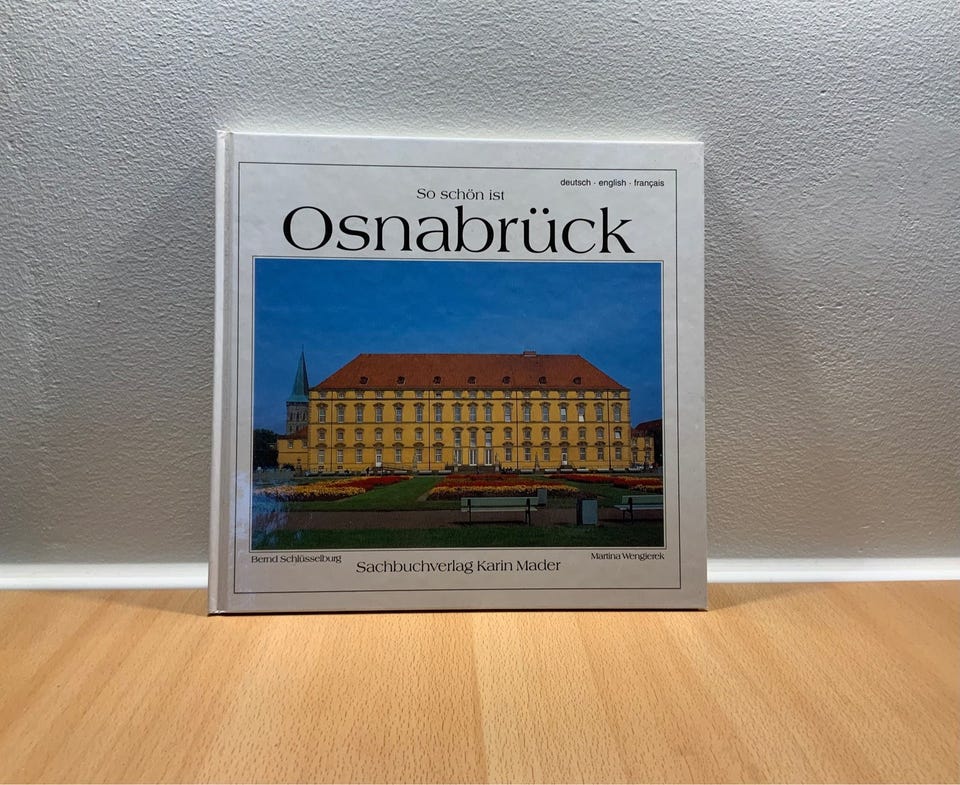 deutsch · english · français
So schön ist
Osnabrück
Bernd Schlüsselburg
Martina Wengierek
Sachbuchverlag Karin Mader